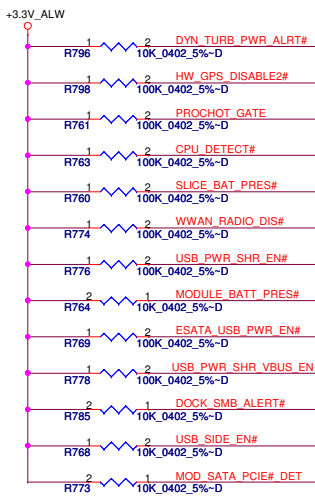 +3.3V_ALW
1 2 DYN_TURB_PWR_ALRT#
R796 10K_0402_5%~D
1 2 HW_GPS_DISABLE2#
R798 100K_0402_5%~D
1 2 PROCHOT_GATE
R761 100K_0402_5%~D
1 2 CPU_DETECT#
R763 100K_0402_5%~D
1 2 SLICE_BAT_PRES#
R760 100K_0402_5%~D
1 2 WWAN_RADIO_DIS#
R774 100K_0402_5%~D
1 2 USB_PWR_SHR_EN#
R776 100K_0402_5%~D
2 1 MODULE_BATT_PRES#
R764 10K_0402_5%~D
1 2 ESATA_USB_PWR_EN#
R769 100K_0402_5%~D
1 2 USB_PWR_SHR_VBUS_EN
R778 100K_0402_5%~D
2 1 DOCK_SMB_ALERT#
R785 10K_0402_5%~D
1 2 USB_SIDE_EN#
R768 10K_0402_5%~D
2 1 MOD_SATA_PCIE#_DET
R773 10K_0402_5%~D